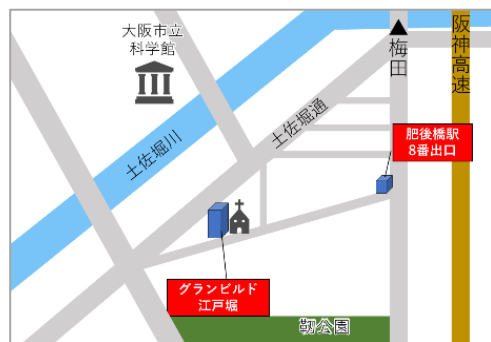 大阪市立
科学館
梅田
阪神高速
土佐堀通
土佐堀川
肥後橋駅
8番出口
グランビルド
江戸堀
靭公園